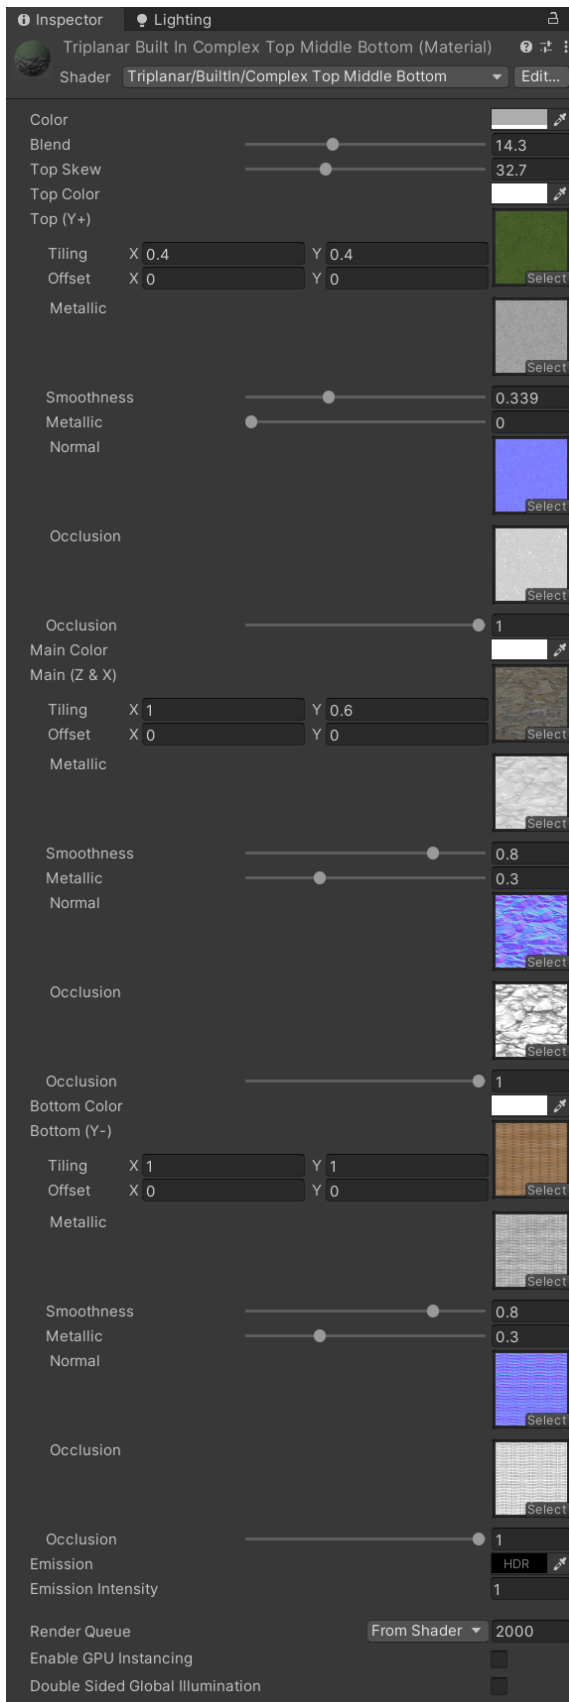 Inspector Lighting
Triplanar Built In Complex Top Middle Bottom (Material)
Shader Triplanar/BuiltIn/Complex Top Middle Bottom Edit...
Color
Blend 14.3
Top Skew 32.7
Top Color
Top (Y+)
Tiling X 0.4 Y 0.4
Offset X 0 Y 0 Select
Metallic
Select
Smoothness 0.339
Metallic 0
Normal
Select
Occlusion
Select
Occlusion 1
Main Color
Main (Z & X)
Tiling X 1 Y 0.6
Offset X 0 Y 0 Select
Metallic
Select
Smoothness 0.8
Metallic 0.3
Normal
Select
Occlusion
Select
Occlusion 1
Bottom Color
Bottom (Y-)
Tiling X 1 Y 1
Offset X 0 Y 0 Select
Metallic
Select
Smoothness 0.8
Metallic 0.3
Normal
Select
Occlusion
Select
Occlusion 1
Emission HDR
Emission Intensity 1
Render Queue From Shader 2000
Enable GPU Instancing
Double Sided Global Illumination